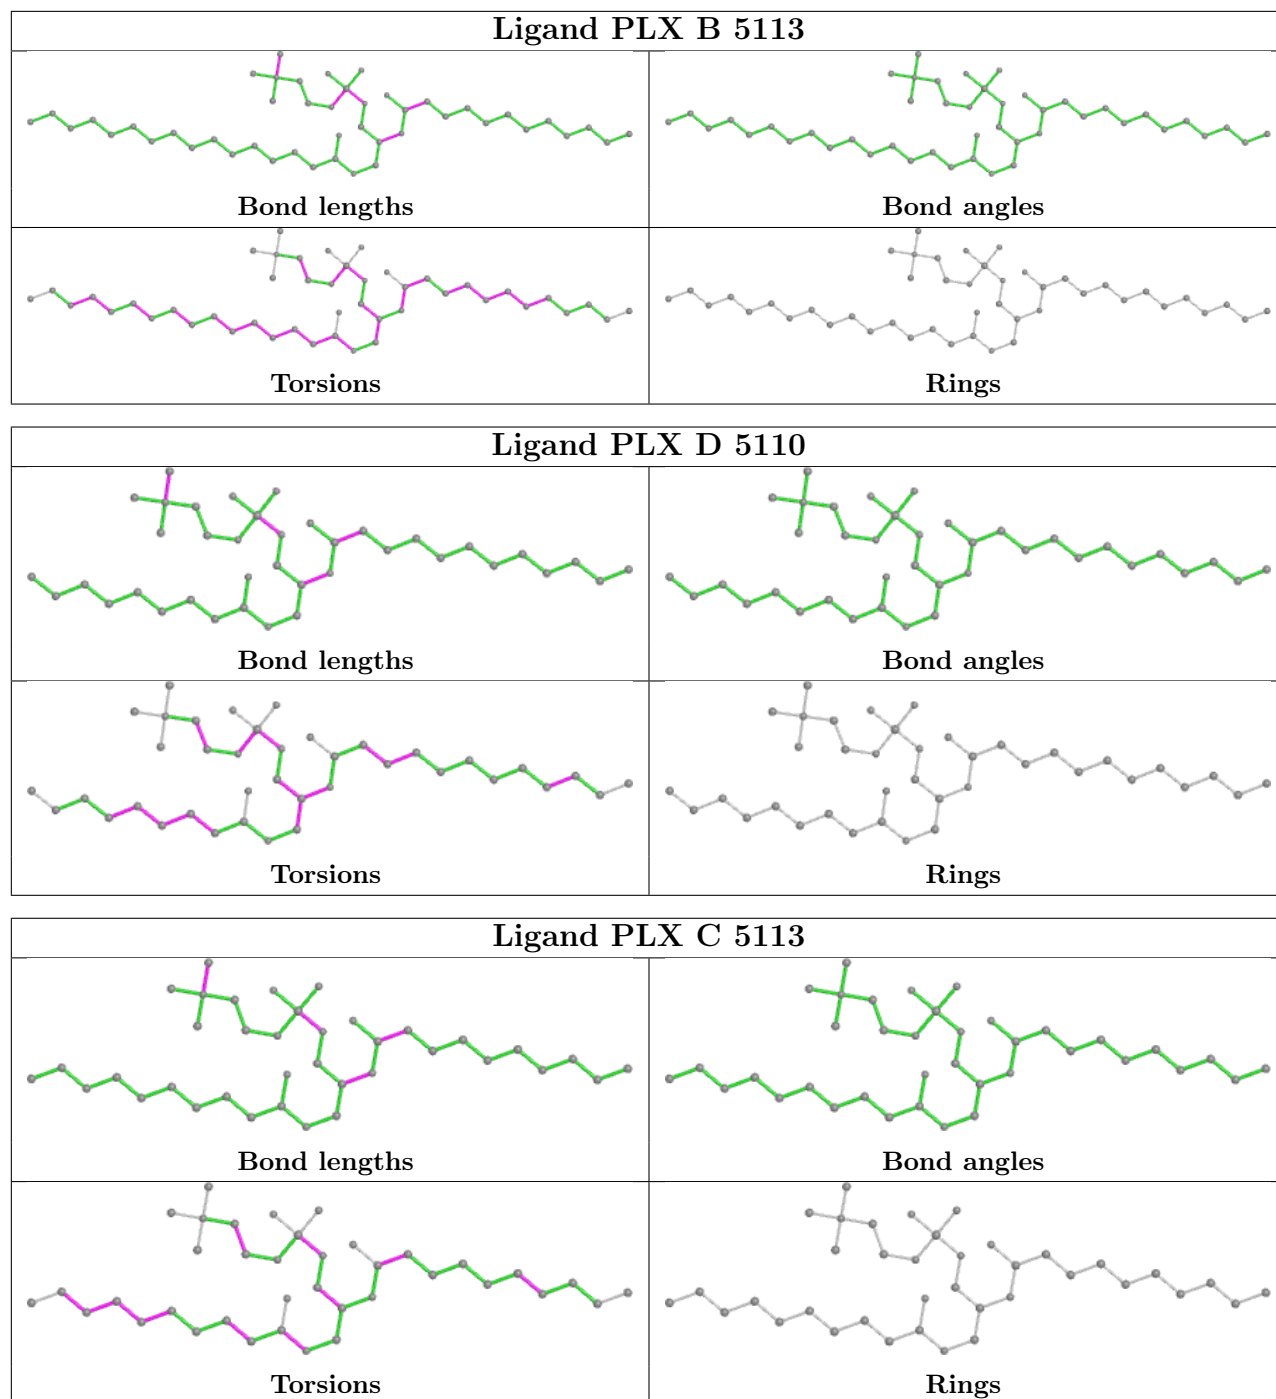 Ligand PLX B 5113
Bond lengths
Bond angles
Torsions
Rings
Ligand PLX D 5110
Bond lengths
Bond angles
Torsions
Rings
Ligand PLX C 5113
Bond lengths
Bond angles
Torsions
Rings